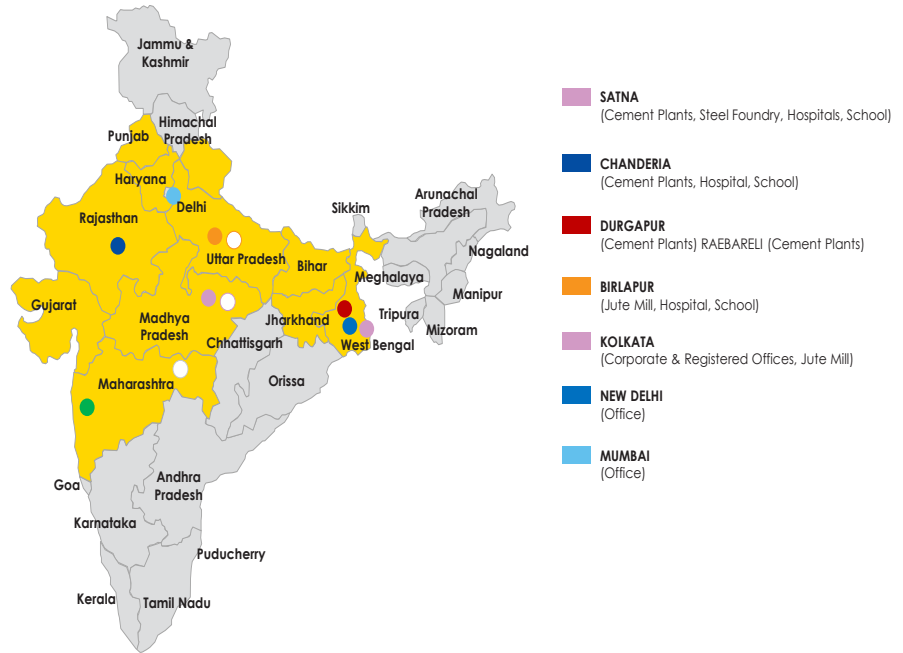 Jammu &
Kashmir
Himachal
Pradesh
Punjab
Haryana
Delhi
Rajasthan
Uttar Pradesh
Bihar
Sikkim
Arunachal
Pradesh
Nagaland
Meghalaya
Manipur
Tripura
Mizoram
Gujarat
Madhya
Pradesh
Jharkhand
West Bengal
Chhattisgarh
Orissa
Maharashtra
Goa
Andhra
Pradesh
Karnataka
Puducherry
Kerala
Tamil Nadu
SATNA
(Cement Plants, Steel Foundry, Hospitals, School)
CHANDERIA
(Cement Plants, Hospital, School)
DURGAPUR
(Cement Plants) RAEBARELI (Cement Plants)
BIRLAPUR
(Jute Mill, Hospital, School)
KOLKATA
(Corporate & Registered Offices, Jute Mill)
NEW DELHI
(Office)
MUMBAI
(Office)